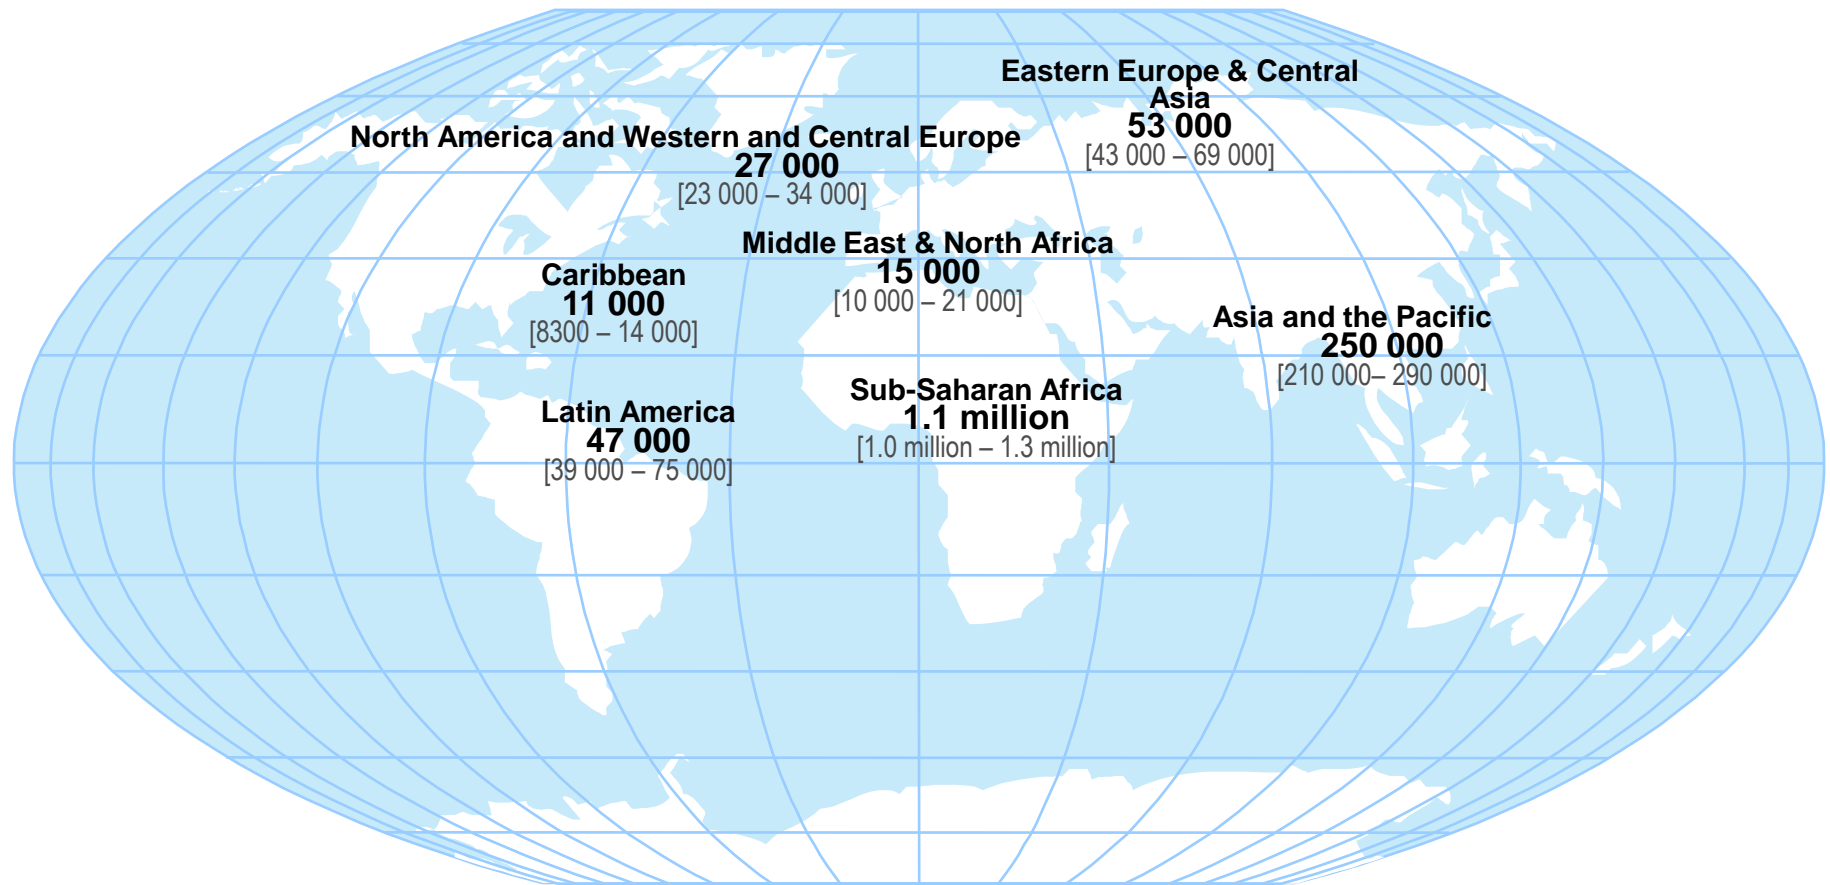 Eastern Europe & Central
Asia
53 000
[43 000 – 69 000]
North America and Western and Central Europe
27 000
[23 000 – 34 000]
Middle East & North Africa
15 000
[10 000 – 21 000]
Caribbean
11 000
[8300 – 14 000]
Asia and the Pacific
250 000
[210 000– 290 000]
Sub-Saharan Africa
1.1 million
[1.0 million – 1.3 million]
Latin America
47 000
[39 000 – 75 000]